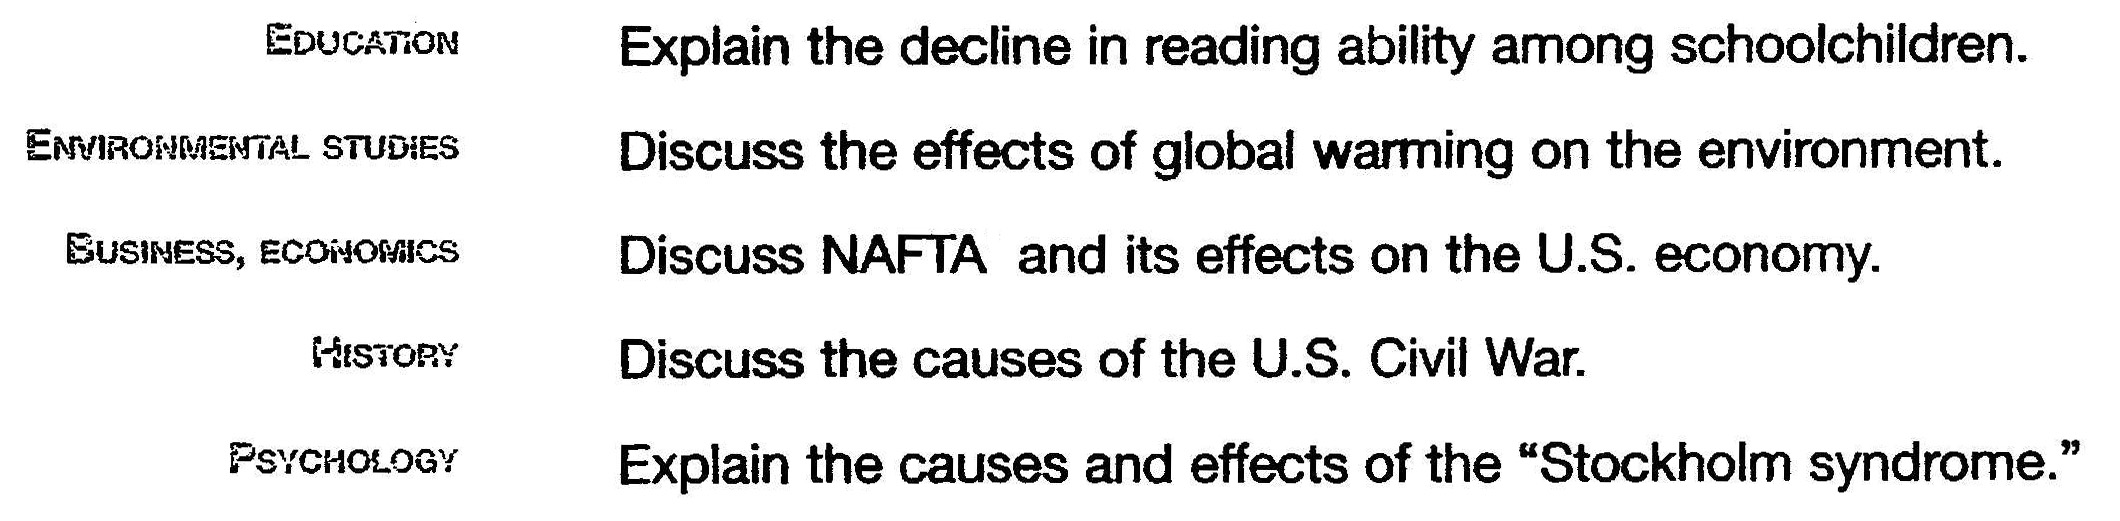 EDUCATION Explain the decline in reading ability among schoolchildren.
ENVIRONMENTAL STUDIES Discuss the effects of global warming on the environment.
BUSINESS, ECONOMICS Discuss NAFTA and its effects on the U.S. economy.
HISTORY Discuss the causes of the U.S. Civil War.
PSYCHOLOGY Explain the causes and effects of the “Stockholm syndrome.”